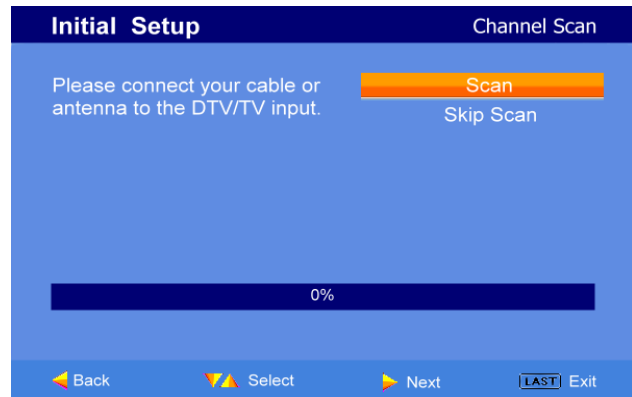 Initial Setup
Channel Scan
Please connect your cable or
antenna to the DTV/TV input.
Scan
Skip Scan
0%
Back
Select
Next
LAST Exit